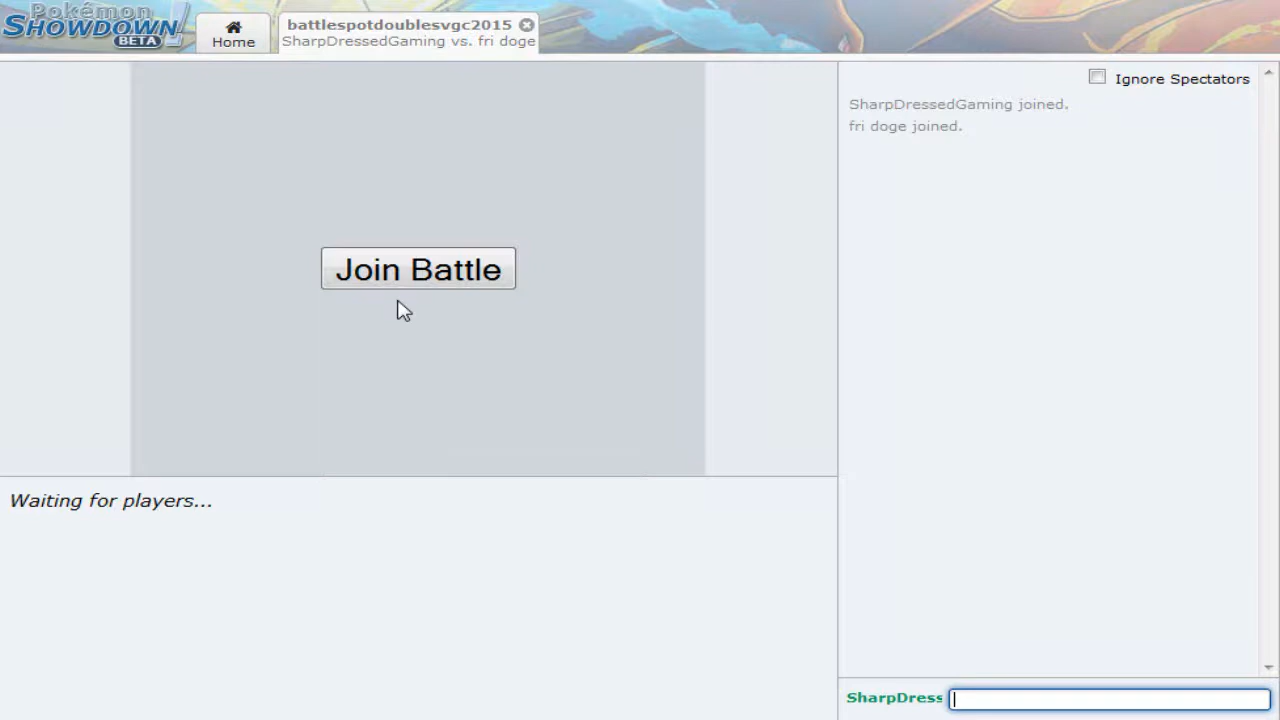 Pokémon
SHOWDOWN!
BETA
Home
battlespotdoublesvgc2015
SharpDressedGaming vs. fri doge
Ignore Spectators
SharpDressedGaming joined.
fri doge joined.
Join Battle
Waiting for players...
SharpDress